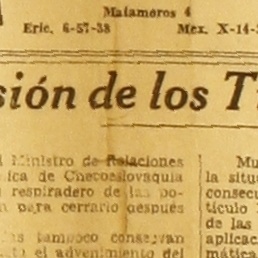 Matamoros 4
Eric. 6-57-38 Mex. X-14-
sión de los T
Ministro de Relaciones
ica de Checoeslovaquia
respiradero de las po-
para cerrarlo después
tampoco conservan
el advenimiento del
Mu
la situ
consecu
tículo
de las
aplicac
mática